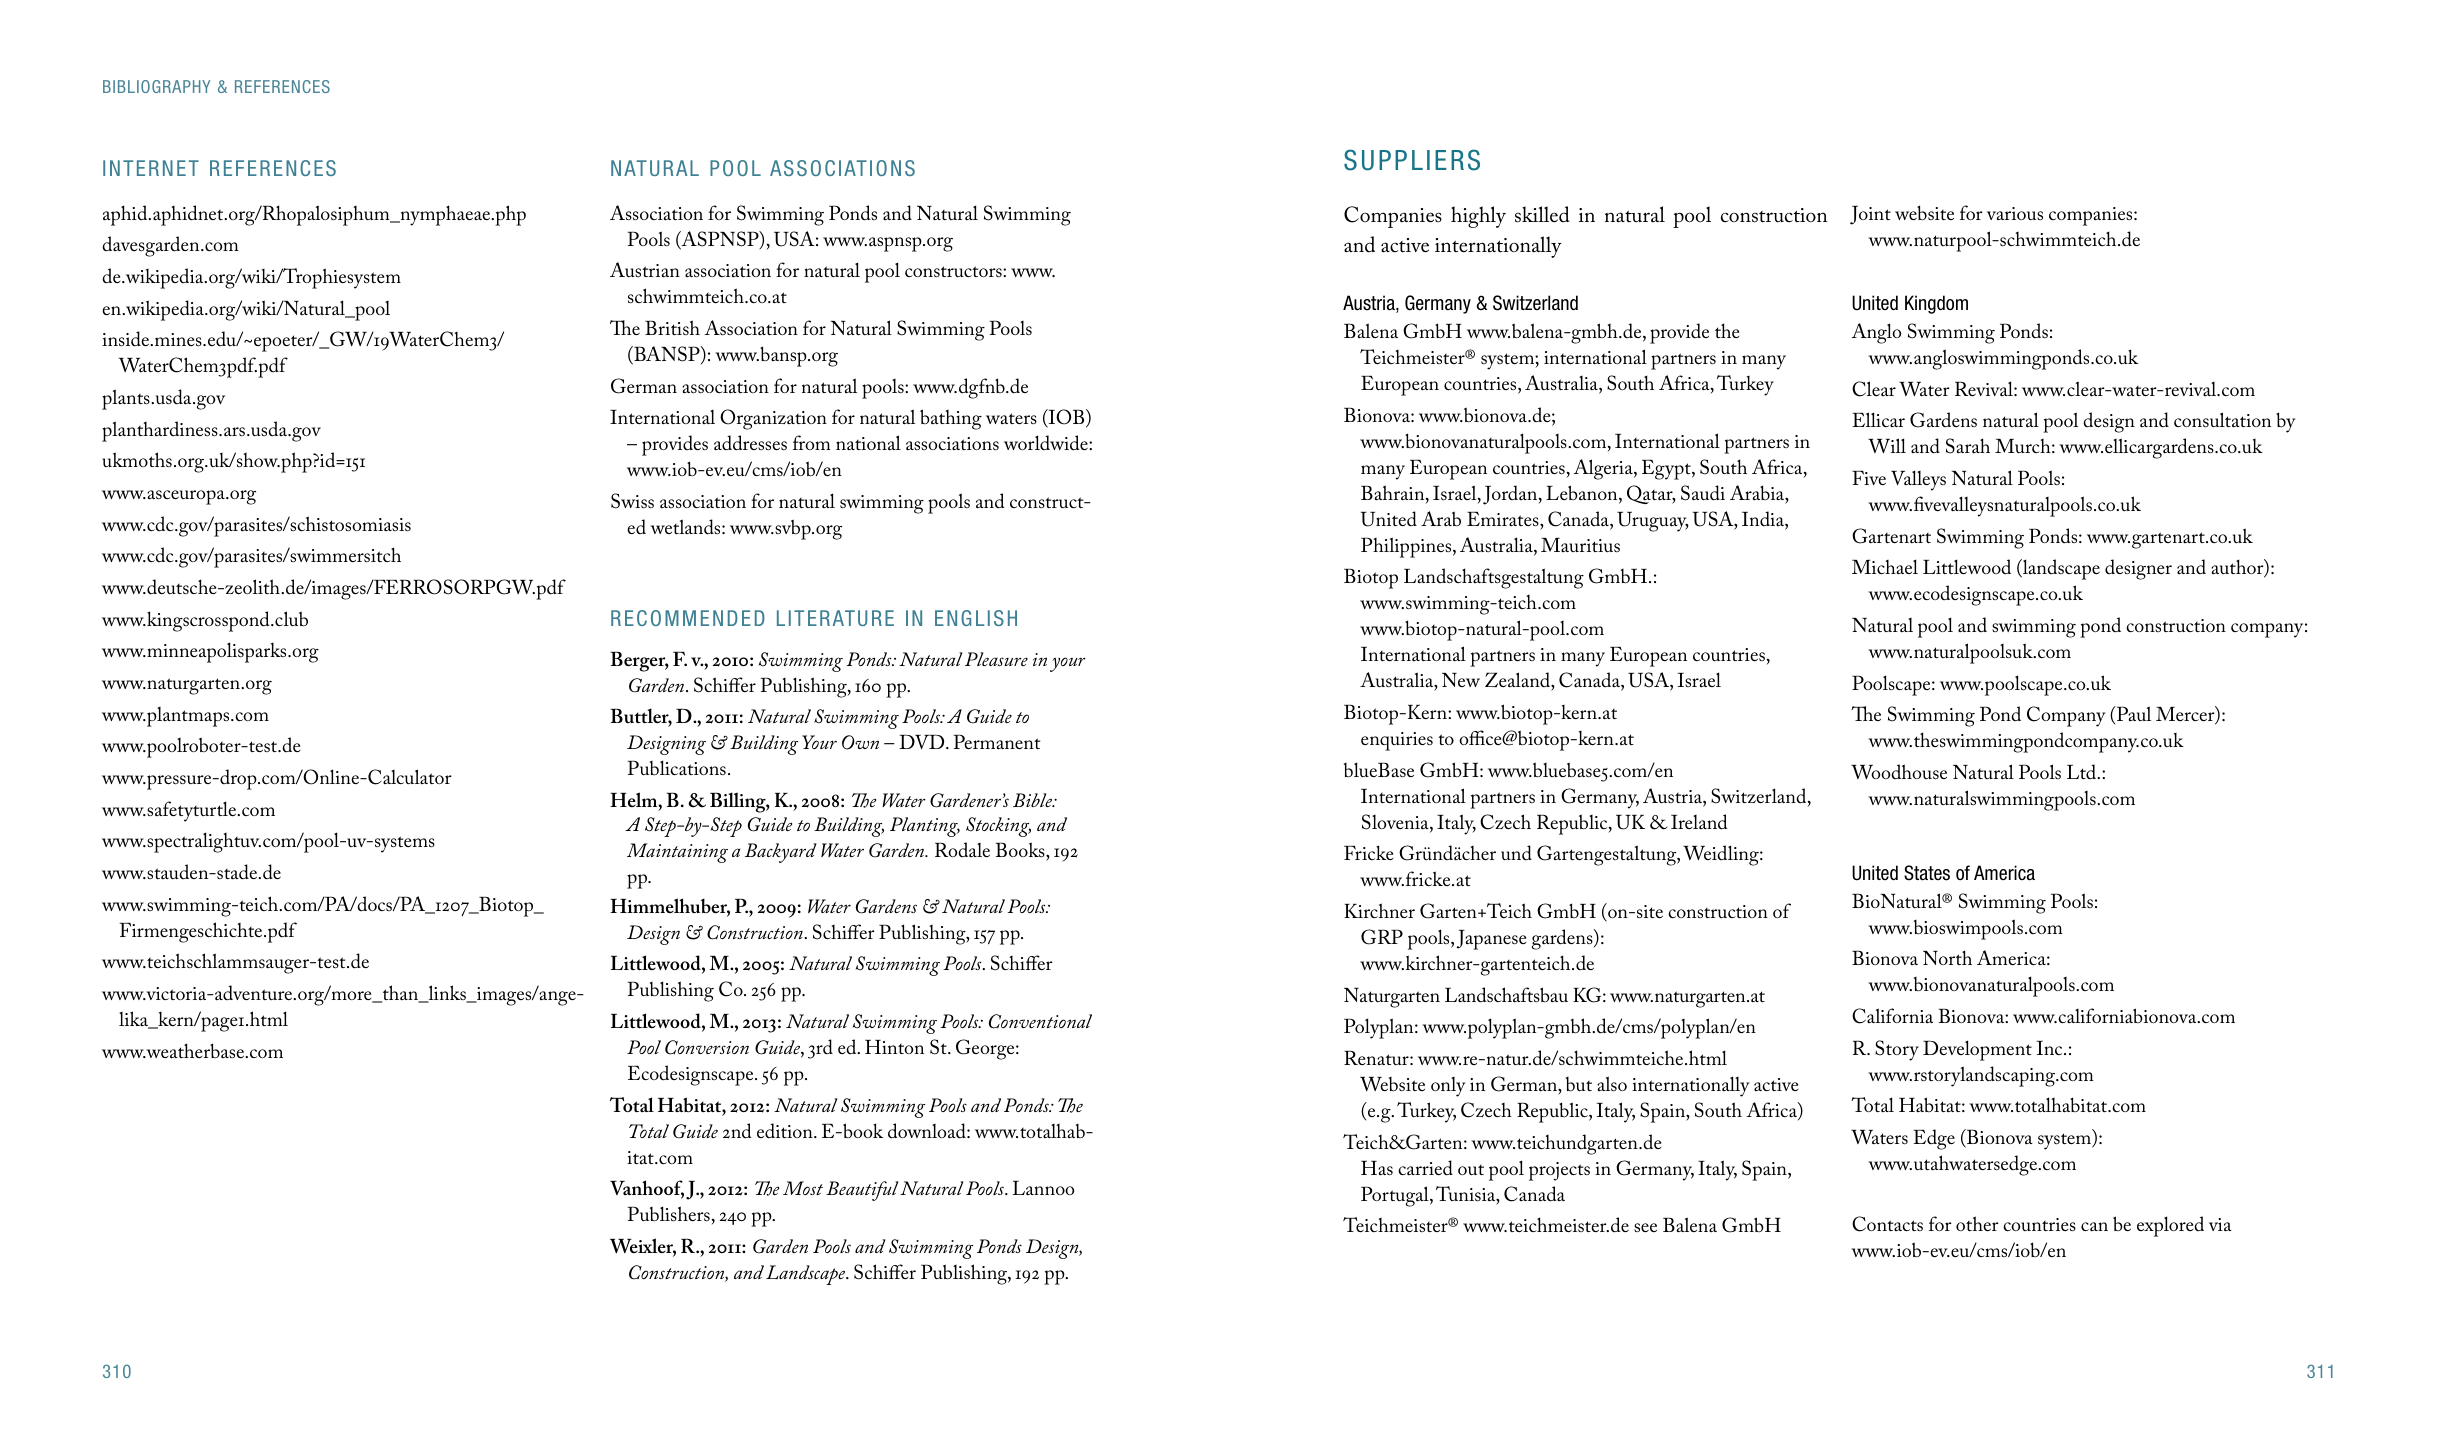 BIBLIOGRAPHY & REFERENCES
INTERNET REFERENCES
aphid.aphidnet.org/Rhopalosiphum_nymphaeae.php
davesgarden.com
de.wikipedia.org/wiki/Trophiesystem
en.wikipedia.org/wiki/Natural_pool
inside.mines.edu/~epoeter/_GW/19WaterChem3/
WaterChem3pdf.pdf
plants.usda.gov
planthardiness.ars.usda.gov
ukmoths.org.uk/show.php?id=151
www.asceuropa.org
www.cdc.gov/parasites/schistosomiasis
www.cdc.gov/parasites/swimmersitch
www.deutsche-zeolith.de/images/FERROSORPGW.pdf
www.kingscrosspond.club
www.minneapolisparks.org
www.naturgarten.org
www.plantmaps.com
www.poolroboter-test.de
www.pressure-drop.com/Online-Calculator
www.safetyturtle.com
www.spectralightuv.com/pool-uv-systems
www.stauden-stade.de
www.swimming-teich.com/PA/docs/PA_1207_Biotop_
Firmengeschichte.pdf
www.teichschlammsauger-test.de
www.victoria-adventure.org/more_than_links_images/ange-
lika_kern/page1.html
www.weatherbase.com
NATURAL POOL ASSOCIATIONS
Association for Swimming Ponds and Natural Swimming
Pools (ASPNSP), USA: www.aspnsp.org
Austrian association for natural pool constructors: www.
schwimmteich.co.at
The British Association for Natural Swimming Pools
(BANSP): www.bansp.org
German association for natural pools: www.dgfnb.de
International Organization for natural bathing waters (IOB)
– provides addresses from national associations worldwide:
www.iob-ev.eu/cms/iob/en
Swiss association for natural swimming pools and construct-
ed wetlands: www.svbp.org
RECOMMENDED LITERATURE IN ENGLISH
Berger, F. v., 2010: Swimming Ponds: Natural Pleasure in your
Garden. Schiffer Publishing, 160 pp.
Buttler, D., 2011: Natural Swimming Pools: A Guide to
Designing & Building Your Own – DVD. Permanent
Publications.
Helm, B. & Billing, K., 2008: The Water Gardener's Bible:
A Step-by-Step Guide to Building, Planting, Stocking, and
Maintaining a Backyard Water Garden. Rodale Books, 192
pp.
Himmelhuber, P., 2009: Water Gardens & Natural Pools:
Design & Construction. Schiffer Publishing, 157 pp.
Littlewood, M., 2005: Natural Swimming Pools. Schiffer
Publishing Co. 256 pp.
Littlewood, M., 2013: Natural Swimming Pools: Conventional
Pool Conversion Guide, 3rd ed. Hinton St. George:
Ecodesignscape. 56 pp.
Total Habitat, 2012: Natural Swimming Pools and Ponds: The
Total Guide 2nd edition. E-book download: www.totalhab-
itat.com
Vanhoof, J., 2012: The Most Beautiful Natural Pools. Lannoo
Publishers, 240 pp.
Weixler, R., 2011: Garden Pools and Swimming Ponds Design,
Construction, and Landscape. Schiffer Publishing, 192 pp.
310
SUPPLIERS
Companies highly skilled in natural pool construction
and active internationally
Austria, Germany & Switzerland
Balena GmbH www.balena-gmbh.de, provide the
Teichmeister® system; international partners in many
European countries, Australia, South Africa, Turkey
Bionova: www.bionova.de;
www.bionovanaturalpools.com, International partners in
many European countries, Algeria, Egypt, South Africa,
Bahrain, Israel, Jordan, Lebanon, Qatar, Saudi Arabia,
United Arab Emirates, Canada, Uruguay, USA, India,
Philippines, Australia, Mauritius
Biotop Landschaftsgestaltung GmbH.:
www.swimming-teich.com
www.biotop-natural-pool.com
International partners in many European countries,
Australia, New Zealand, Canada, USA, Israel
Biotop-Kern: www.biotop-kern.at
enquiries to office@biotop-kern.at
blueBase GmbH: www.bluebase5.com/en
International partners in Germany, Austria, Switzerland,
Slovenia, Italy, Czech Republic, UK & Ireland
Fricke Gründächer und Gartengestaltung, Weidling:
www.fricke.at
Kirchner Garten+Teich GmbH (on-site construction of
GRP pools, Japanese gardens):
www.kirchner-gartenteich.de
Naturgarten Landschaftsbau KG: www.naturgarten.at
Polyplan: www.polyplan-gmbh.de/cms/polyplan/en
Renatur: www.re-natur.de/schwimmteiche.html
Website only in German, but also internationally active
(e.g. Turkey, Czech Republic, Italy, Spain, South Africa)
Teich&Garten: www.teichundgarten.de
Has carried out pool projects in Germany, Italy, Spain,
Portugal, Tunisia, Canada
Teichmeister® www.teichmeister.de see Balena GmbH
Joint website for various companies:
www.naturpool-schwimmteich.de
United Kingdom
Anglo Swimming Ponds:
www.angloswimmingponds.co.uk
Clear Water Revival: www.clear-water-revival.com
Ellicar Gardens natural pool design and consultation by
Will and Sarah Murch: www.ellicargardens.co.uk
Five Valleys Natural Pools:
www.fivevalleysnaturalpools.co.uk
Gartenart Swimming Ponds: www.gartenart.co.uk
Michael Littlewood (landscape designer and author):
www.ecodesignscape.co.uk
Natural pool and swimming pond construction company:
www.naturalpoolsuk.com
Poolscape: www.poolscape.co.uk
The Swimming Pond Company (Paul Mercer):
www.theswimmingpondcompany.co.uk
Woodhouse Natural Pools Ltd.:
www.naturalswimmingpools.com
United States of America
BioNatural® Swimming Pools:
www.bioswimpools.com
Bionova North America:
www.bionovanaturalpools.com
California Bionova: www.californiabionova.com
R. Story Development Inc.:
www.rstorylandscaping.com
Total Habitat: www.totalhabitat.com
Waters Edge (Bionova system):
www.utahwatersedge.com
Contacts for other countries can be explored via
www.iob-ev.eu/cms/iob/en
311